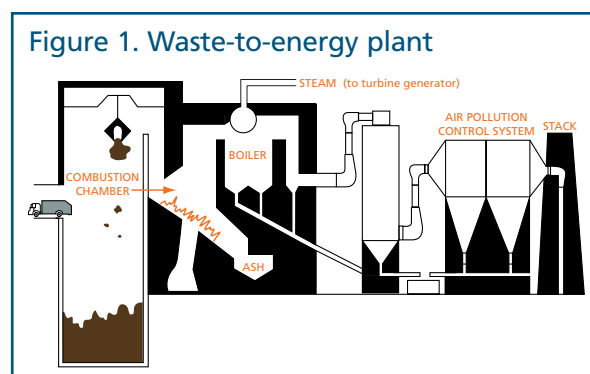 Figure 1. Waste-to-energy plant
STEAM (to turbine generator)
AIR POLLUTION
CONTROL SYSTEM
STACK
BOILER
COMBUSTION
CHAMBER
ASH